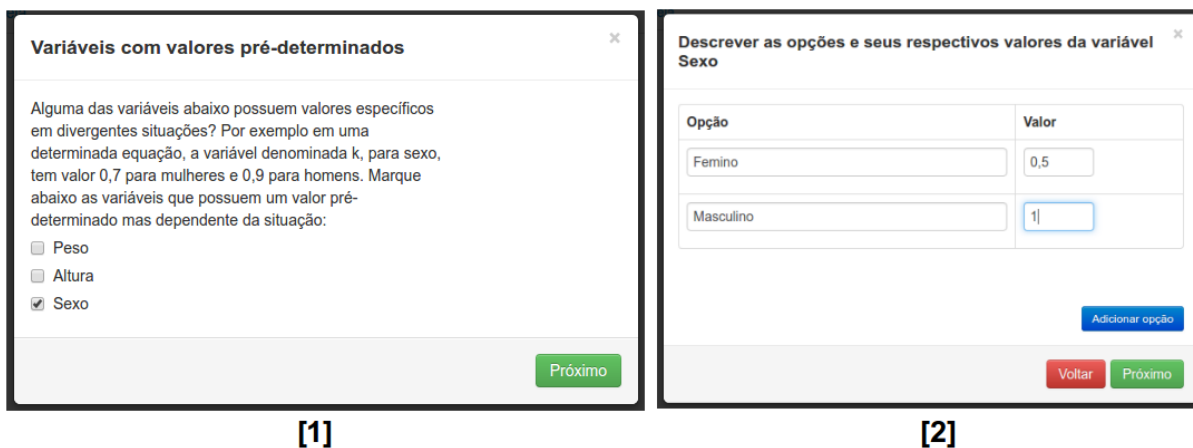 Variáveis com valores pré-determinados
×
Alguma das variáveis abaixo possuem valores específicos
em divergentes situações? Por exemplo em uma
determinada equação, a variável denominada k, para sexo,
tem valor 0,7 para mulheres e 0,9 para homens. Marque
abaixo as variáveis que possuem um valor pré-
determinado mas dependente da situação:
Peso
Altura
Sexo
Próximo
[1]
Descrever as opções e seus respectivos valores da variável
Sexo
×
Opção Valor
Femino 0,5
Masculino 1
Adicionar opção
Voltar Próximo
[2]